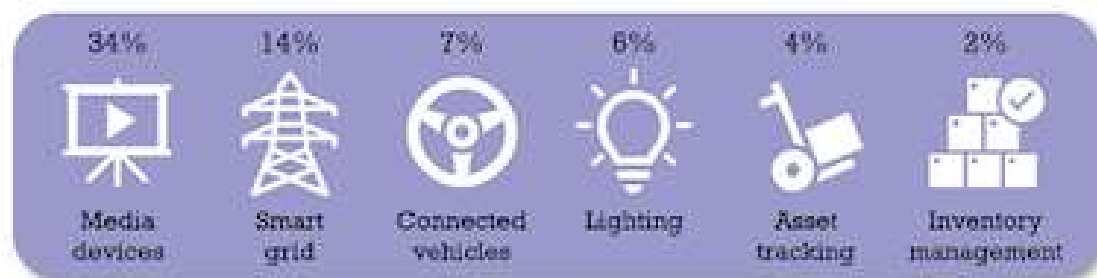 34% 14% 7% 6% 4% 2%
Media Smart Connected Lighting Asset Inventory
devices grid vehicles tracking management